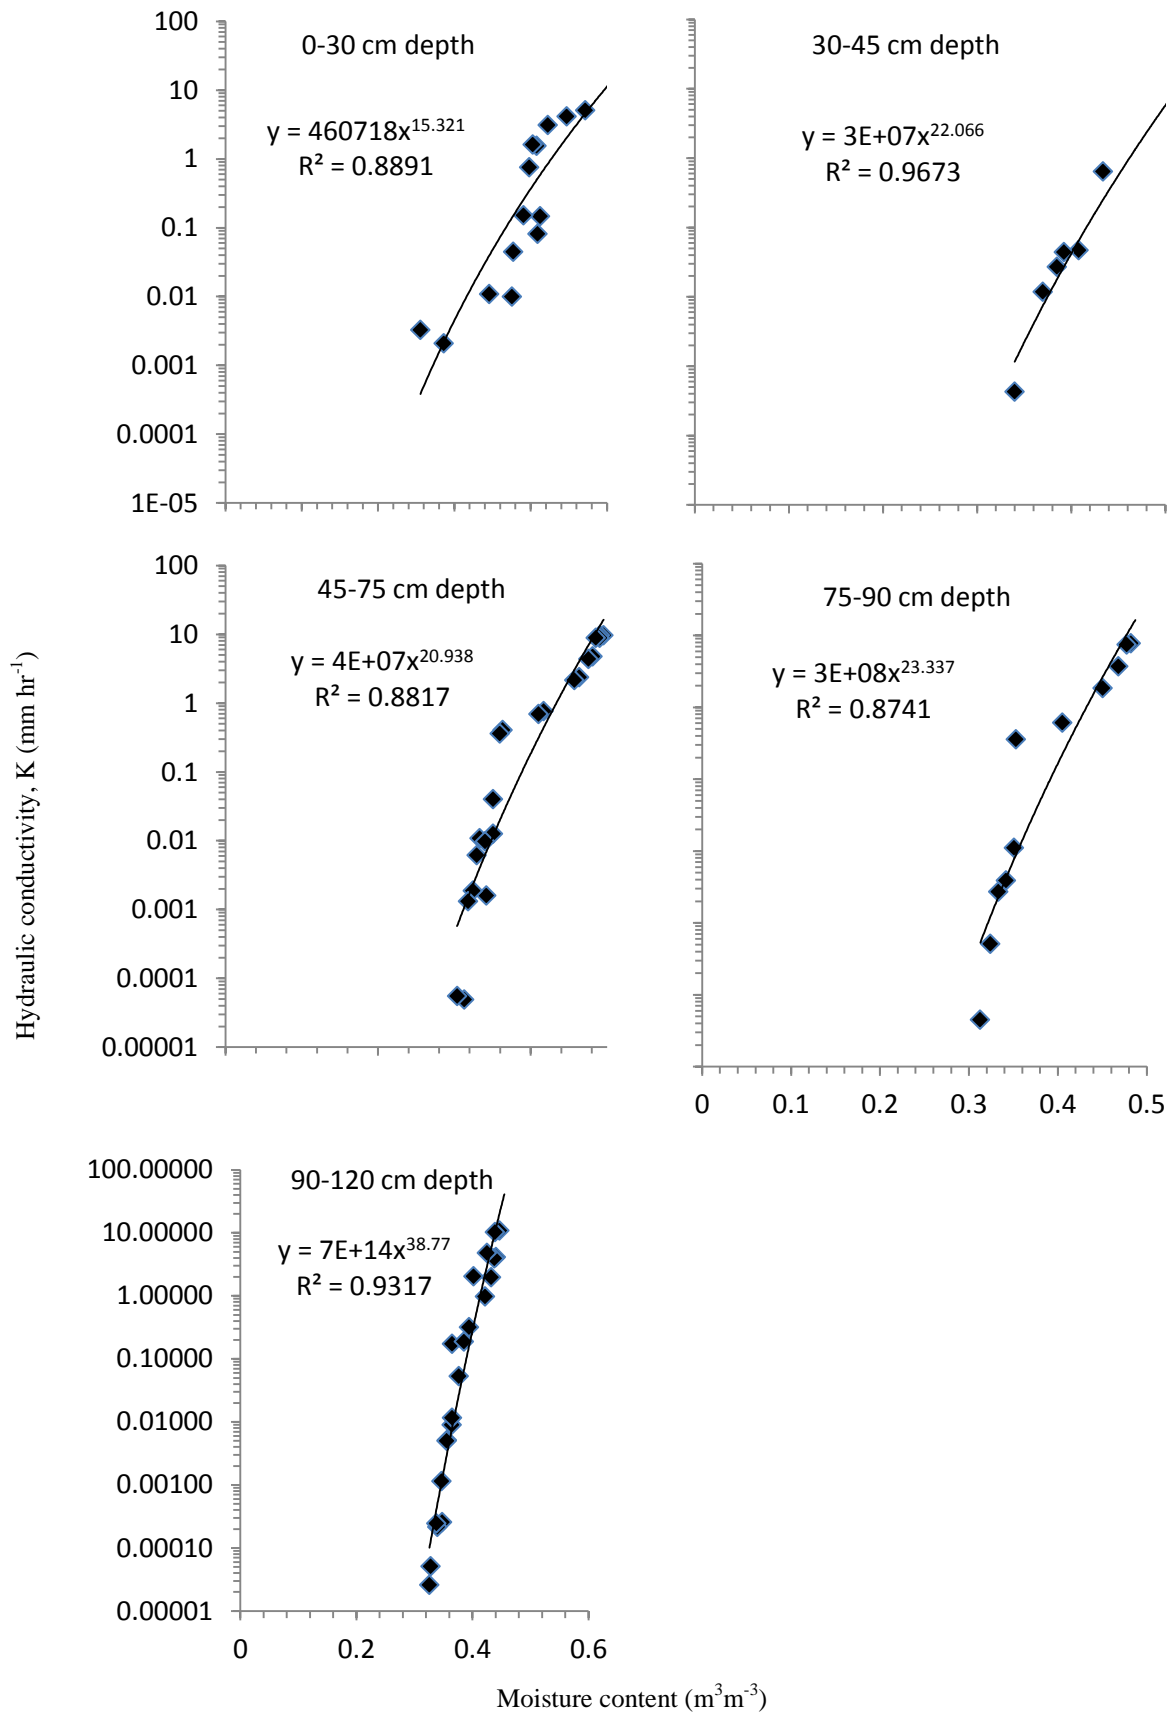 0-30 cm depth
y = 460718x^15.321
R² = 0.8891
100
10
1
0.1
0.01
0.001
0.0001
1E-05
30-45 cm depth
y = 3E+07x^22.066
R² = 0.9673
45-75 cm depth
y = 4E+07x^20.938
R² = 0.8817
100
10
1
0.1
0.01
0.001
0.0001
0.00001
75-90 cm depth
y = 3E+08x^23.337
R² = 0.8741
0 0.1 0.2 0.3 0.4 0.5
Hydraulic conductivity, K (mm hr⁻¹)
90-120 cm depth
y = 7E+14x^38.77
R² = 0.9317
100.00000
10.00000
1.00000
0.10000
0.01000
0.00100
0.00010
0.00001
0 0.2 0.4 0.6
Moisture content (m³m⁻³)